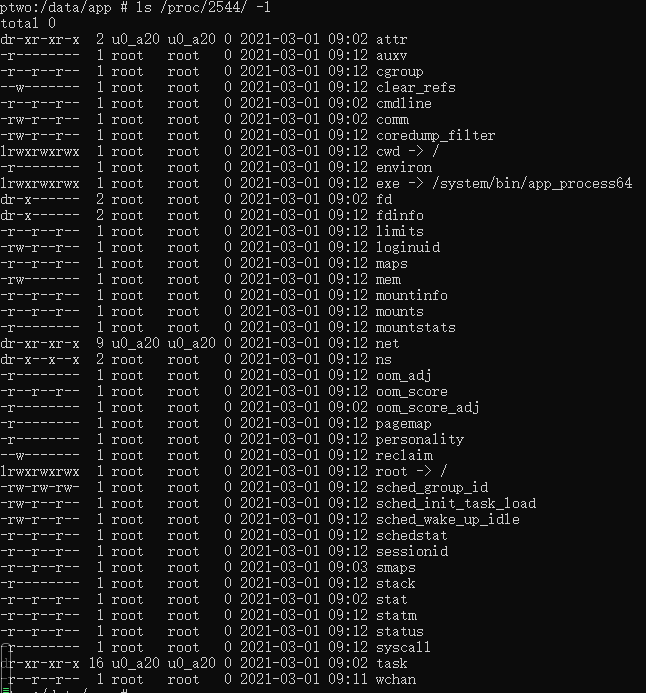 ptwo:/data/app # ls /proc/2544/ -l
total 0
dr-xr-xr-x  2 u0_a20 u0_a20 0 2021-03-01 09:02 attr
-r--------  1 root   root   0 2021-03-01 09:12 auxv
-r--r--r--  1 root   root   0 2021-03-01 09:12 cgroup
--w-------  1 root   root   0 2021-03-01 09:12 clear_refs
-r--r--r--  1 root   root   0 2021-03-01 09:02 cmdline
-rw-r--r--  1 root   root   0 2021-03-01 09:02 comm
-rw-r--r--  1 root   root   0 2021-03-01 09:12 coredump_filter
lrwxrwxrwx  1 root   root   0 2021-03-01 09:12 cwd -> /
-r--------  1 root   root   0 2021-03-01 09:12 environ
lrwxrwxrwx  1 root   root   0 2021-03-01 09:12 exe -> /system/bin/app_process64
dr-x------  2 root   root   0 2021-03-01 09:02 fd
dr-x------  2 root   root   0 2021-03-01 09:12 fdinfo
-r--r--r--  1 root   root   0 2021-03-01 09:12 limits
-rw-r--r--  1 root   root   0 2021-03-01 09:12 loginuid
-r--r--r--  1 root   root   0 2021-03-01 09:12 maps
-rw-------  1 root   root   0 2021-03-01 09:12 mem
-r--r--r--  1 root   root   0 2021-03-01 09:12 mountinfo
-r--r--r--  1 root   root   0 2021-03-01 09:12 mounts
-r--------  1 root   root   0 2021-03-01 09:12 mountstats
dr-xr-xr-x  9 u0_a20 u0_a20 0 2021-03-01 09:12 net
dr-x--x--x  2 root   root   0 2021-03-01 09:12 ns
-r--------  1 root   root   0 2021-03-01 09:12 oom_adj
-r--r--r--  1 root   root   0 2021-03-01 09:12 oom_score
-r--------  1 root   root   0 2021-03-01 09:02 oom_score_adj
-r--r--r--  1 root   root   0 2021-03-01 09:12 pagemap
-r--------  1 root   root   0 2021-03-01 09:12 personality
--w-------  1 root   root   0 2021-03-01 09:12 reclaim
lrwxrwxrwx  1 root   root   0 2021-03-01 09:12 root -> /
-rw-rw-rw-  1 root   root   0 2021-03-01 09:12 sched_group_id
-rw-r--r--  1 root   root   0 2021-03-01 09:12 sched_init_task_load
-rw-r--r--  1 root   root   0 2021-03-01 09:12 sched_wake_up_idle
-r--r--r--  1 root   root   0 2021-03-01 09:12 schedstat
-r--r--r--  1 root   root   0 2021-03-01 09:12 sessionid
-r--r--r--  1 root   root   0 2021-03-01 09:03 smaps
-r--------  1 root   root   0 2021-03-01 09:12 stack
-r--r--r--  1 root   root   0 2021-03-01 09:02 stat
-r--r--r--  1 root   root   0 2021-03-01 09:12 statm
-r--r--r--  1 root   root   0 2021-03-01 09:12 status
-r--------  1 root   root   0 2021-03-01 09:12 syscall
dr-xr-xr-x 16 u0_a20 u0_a20 0 2021-03-01 09:02 task
-r--r--r--  1 root   root   0 2021-03-01 09:11 wchan